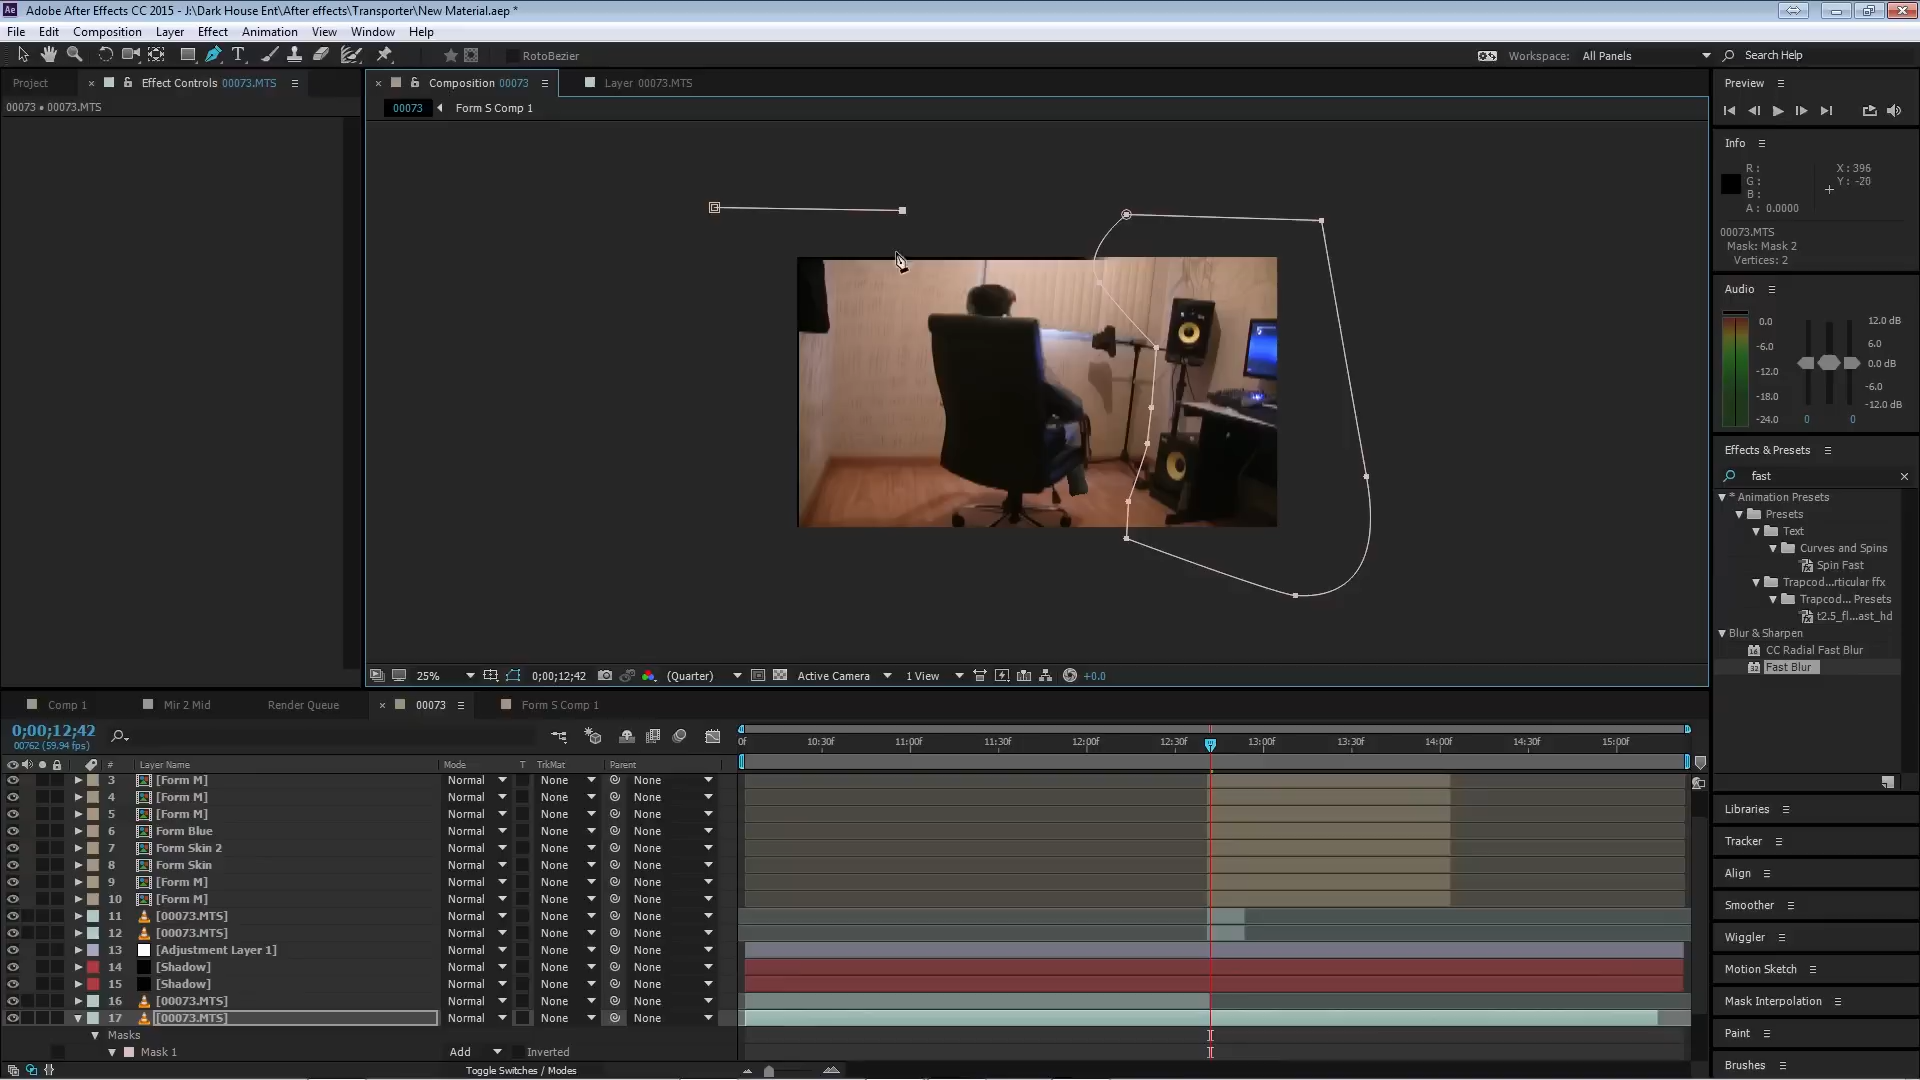 Adobe After Effects CC 2015 - J:\Dark House Ent\After effects\Transporter\New Material.aep *
File Edit Composition Layer Effect Animation View Window Help
RotoBezier
Workspace: All Panels
Search Help
Project
Effect Controls 00073.MTS
Composition 00073
Layer 00073.MTS
Preview
00073 • 00073.MTS
00073
Form S Comp 1
Info
R :
G :
B :
A : 0.0000
X : 396
Y : -20
00073.MTS
Mask: Mask 2
Vertices: 2
Audio
0.0
-6.0
-12.0
-18.0
-24.0
12.0 dB
6.0
0.0 dB
-6.0
-12.0 dB
0
0
Effects & Presets
fast
* Animation Presets
Presets
Text
Curves and Spins
Spin Fast
Trapcod...rticular ffx
Trapcod... Presets
t2.5_fl...ast_hd
Blur & Sharpen
CC Radial Fast Blur
Fast Blur
25%
0;00;12;42
(Quarter)
Active Camera
1 View
+0.0
Comp 1
Mir 2 Mid
Render Queue
00073
Form S Comp 1
0;00;12;42
00762 (59.94 fps)
0f 10:30f 11:00f 11:30f 12:00f 12:30f 13:00f 13:30f 14:00f 14:30f 15:00f
# Layer Name Mode T TrkMat Parent
3 [Form M] Normal None None
4 [Form M] Normal None None
5 [Form M] Normal None None
6 Form Blue Normal None None
7 Form Skin 2 Normal None None
8 Form Skin Normal None None
9 [Form M] Normal None None
10 [Form M] Normal None None
11 [00073.MTS] Normal None None
12 [00073.MTS] Normal None None
13 [Adjustment Layer 1] Normal None None
14 [Shadow] Normal None None
15 [Shadow] Normal None None
16 [00073.MTS] Normal None None
17 [00073.MTS] Normal None None
Masks
Mask 1 Add Inverted
Toggle Switches / Modes
Libraries
Tracker
Align
Smoother
Wiggler
Motion Sketch
Mask Interpolation
Paint
Brushes